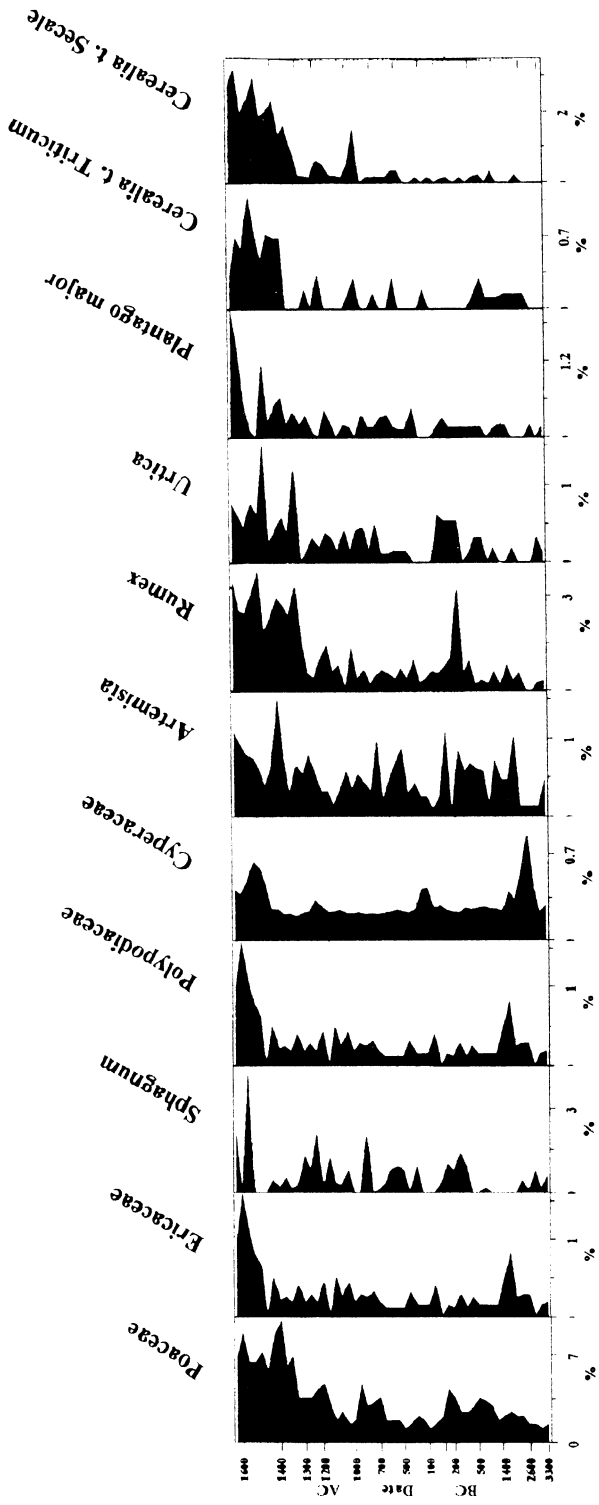 Cerealia t. Secale
2
%
Cerealia t. Triticum
0.7
%
Plantago major
1.2
%
Urtica
1
%
Rumex
3
%
Artemisia
1
%
Cyperaceae
0.7
%
Polypodiaceae
1
%
Sphagnum
3
%
Ericaceae
1
%
Poaceae
0
7
%
1600
1400
1300
1200
1000
700
500
100
200
500
1400
2600
3300
AC
Date
BC